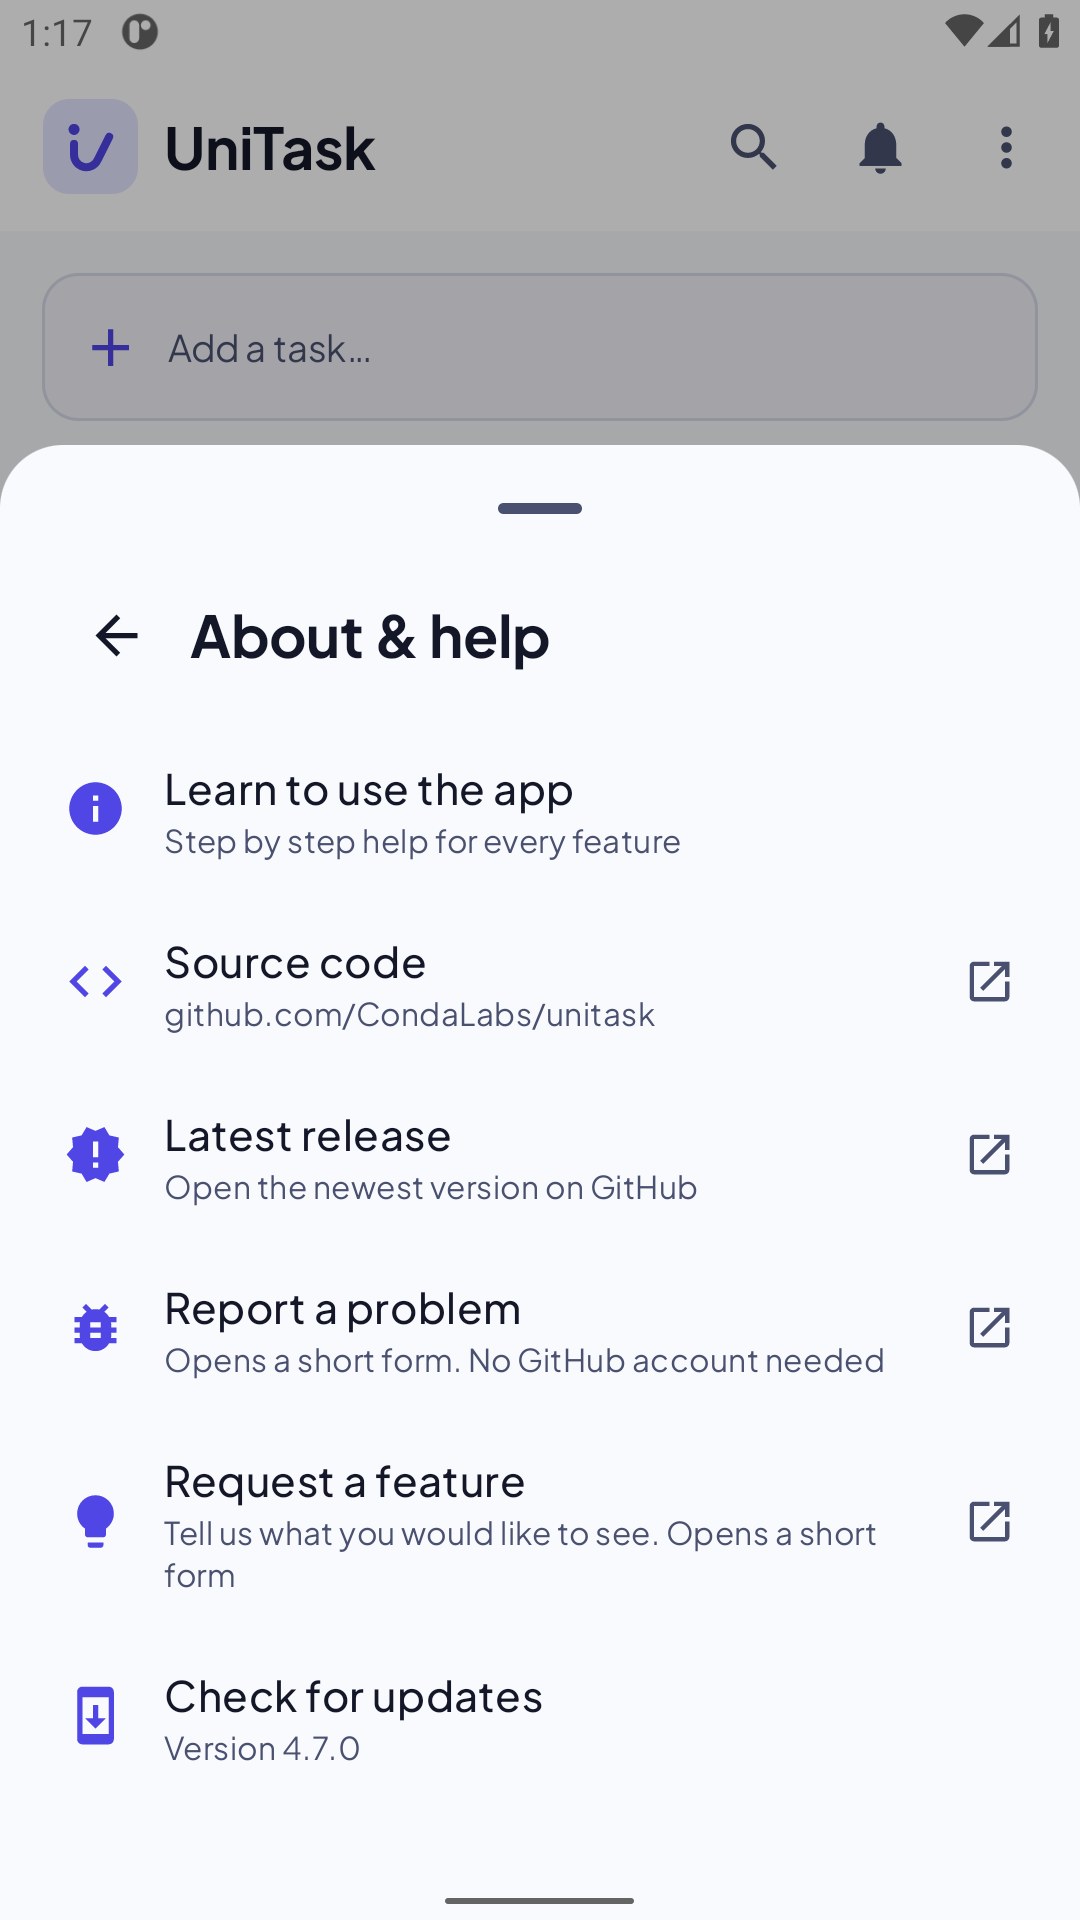 1:17
UniTask
Add a task...
About & help
Learn to use the app
Step by step help for every feature
Source code
github.com/CondaLabs/unitask
Latest release
Open the newest version on GitHub
Report a problem
Opens a short form. No GitHub account needed
Request a feature
Tell us what you would like to see. Opens a short
form
Check for updates
Version 4.7.0